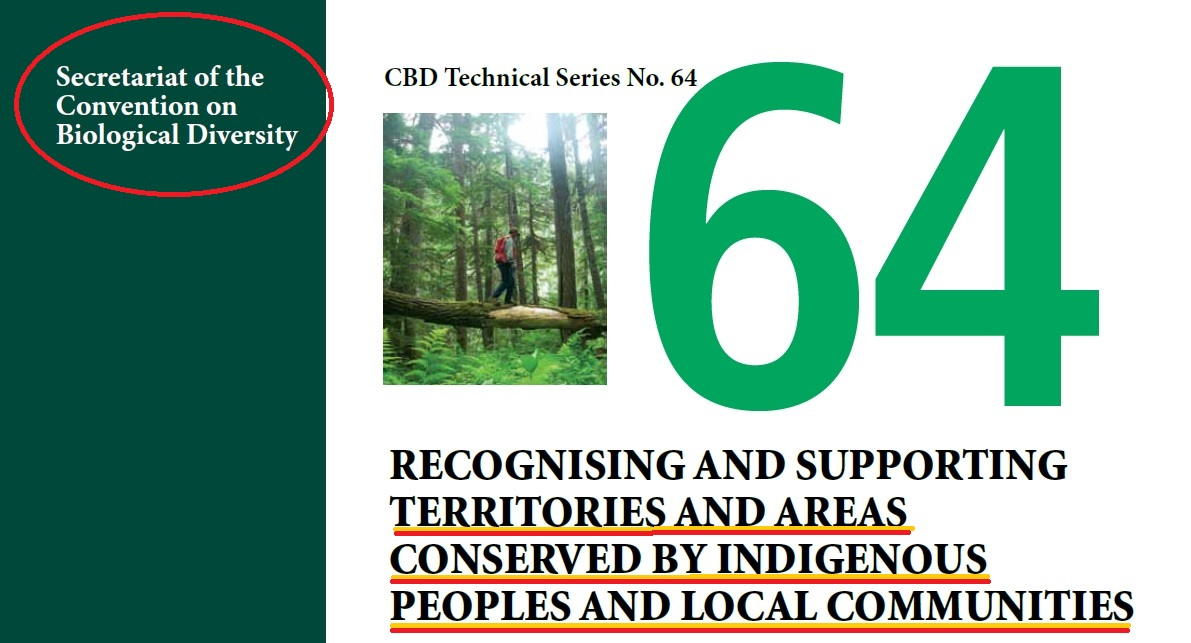 Secretariat of the
Convention on
Biological Diversity
CBD Technical Series No. 64
64
RECOGNISING AND SUPPORTING
TERRITORIES AND AREAS
CONSERVED BY INDIGENOUS
PEOPLES AND LOCAL COMMUNITIES